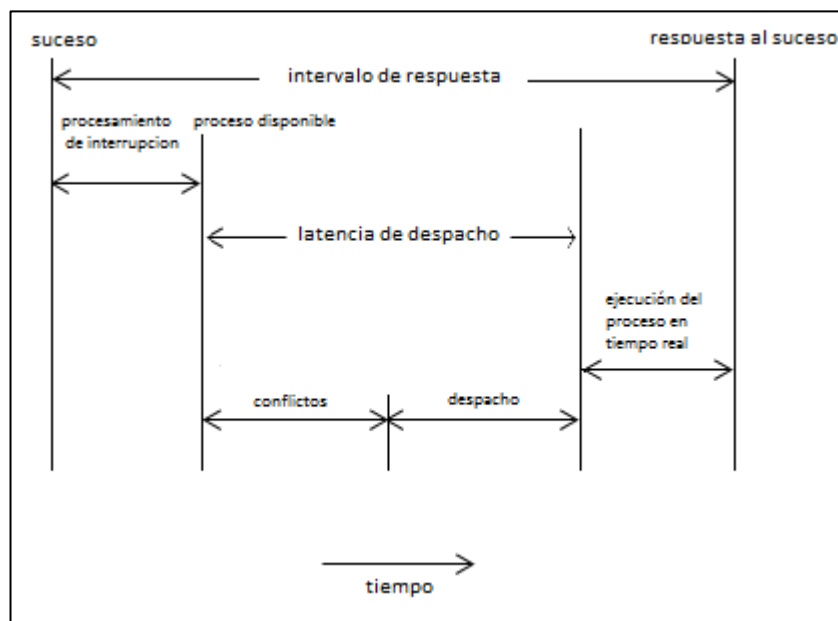 suceso
respuesta al suceso
intervalo de respuesta
procesamiento
de interrupcion
proceso disponible
latencia de despacho
ejecución del
proceso en
tiempo real
conflictos
despacho
tiempo